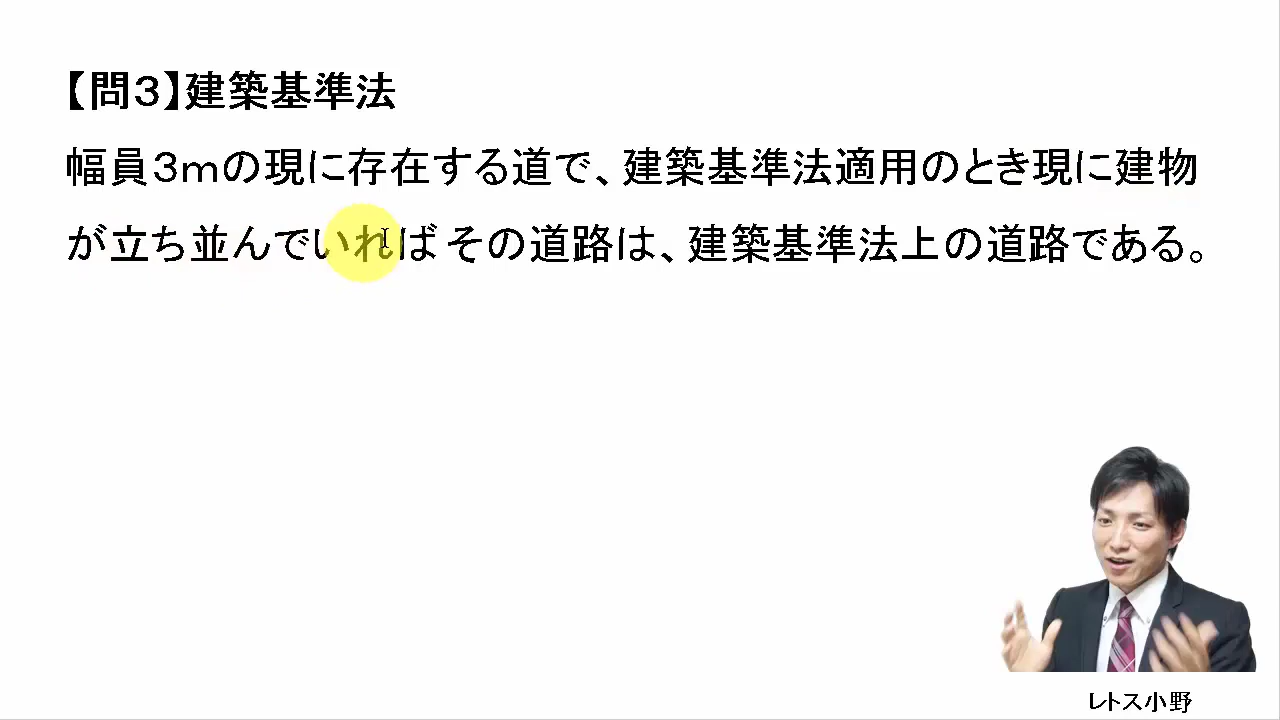 【問3】建築基準法
幅員3mの現に存在する道で、建築基準法適用のとき現に建物
が立ち並んでいればその道路は、建築基準法上の道路である。
レトス小野